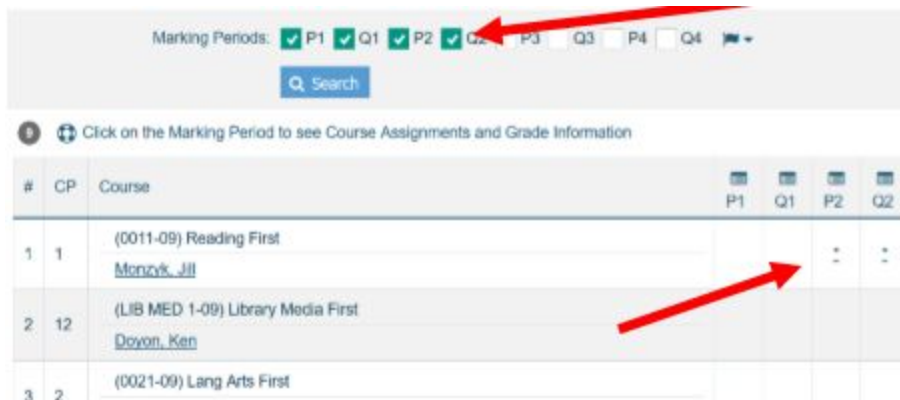 Marking Periods: P1 Q1 P2 Q2 P3 Q3 P4 Q4
Search
9 Click on the Marking Period to see Course Assignments and Grade Information
# CP Course P1 Q1 P2 Q2
1 1 (0011-09) Reading First
Monzyk, Jill
2 12 (LIB MED 1-09) Library Media First
Doyon, Ken
3 2 (0021-09) Lang Arts First